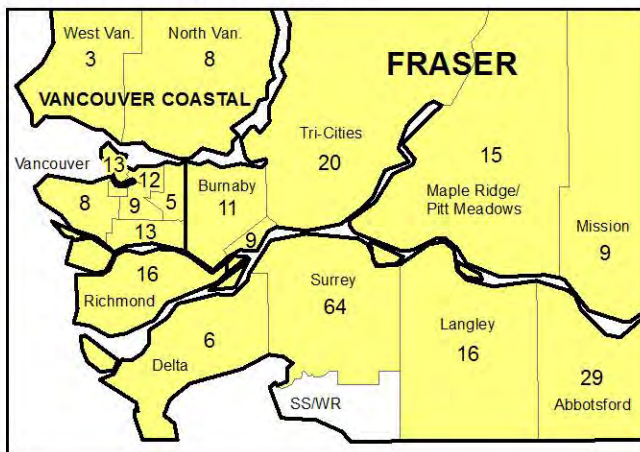 West Van.
3
North Van.
8
VANCOUVER COASTAL
FRASER
Tri-Cities
20
15
Maple Ridge/
Pitt Meadows
Mission
9
Vancouver
13
12
8
9
5
13
Burnaby
11
9
16
Richmond
Surrey
64
Langley
16
6
Delta
SS/WR
29
Abbotsford